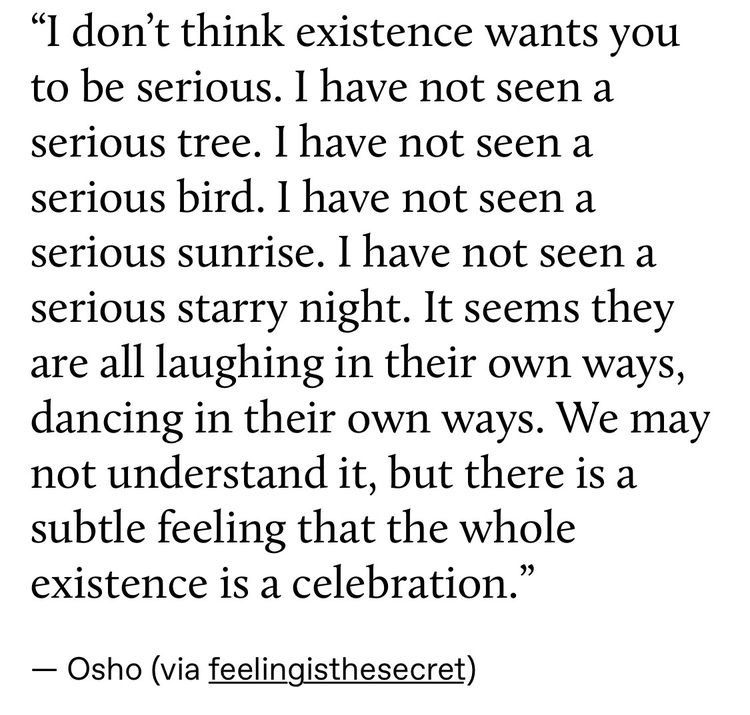 “I don’t think existence wants you
to be serious. I have not seen a
serious tree. I have not seen a
serious bird. I have not seen a
serious sunrise. I have not seen a
serious starry night. It seems they
are all laughing in their own ways,
dancing in their own ways. We may
not understand it, but there is a
subtle feeling that the whole
existence is a celebration.”
— Osho (via feelingisthesecret)